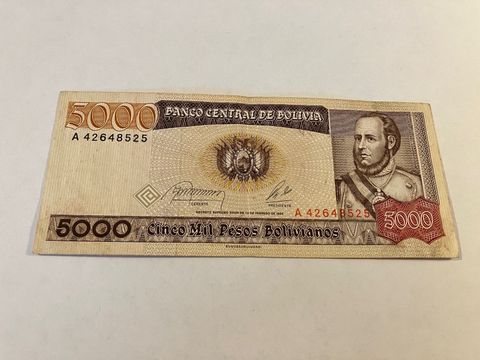 5000
BANCO CENTRAL DE BOLIVIA
A 42648525
GERENTE
PRESIDENTE
A 42648525
5000
5000
Cinco Mil Pesos Bolivianos